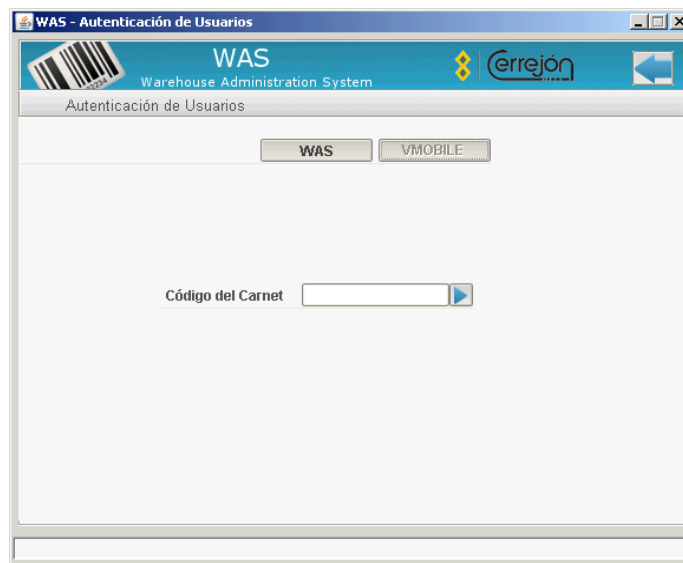 WAS - Autenticación de Usuarios
WAS
Warehouse Administration System
Cerrejón
Autenticación de Usuarios
WAS
VMOBILE
Código del Carnet